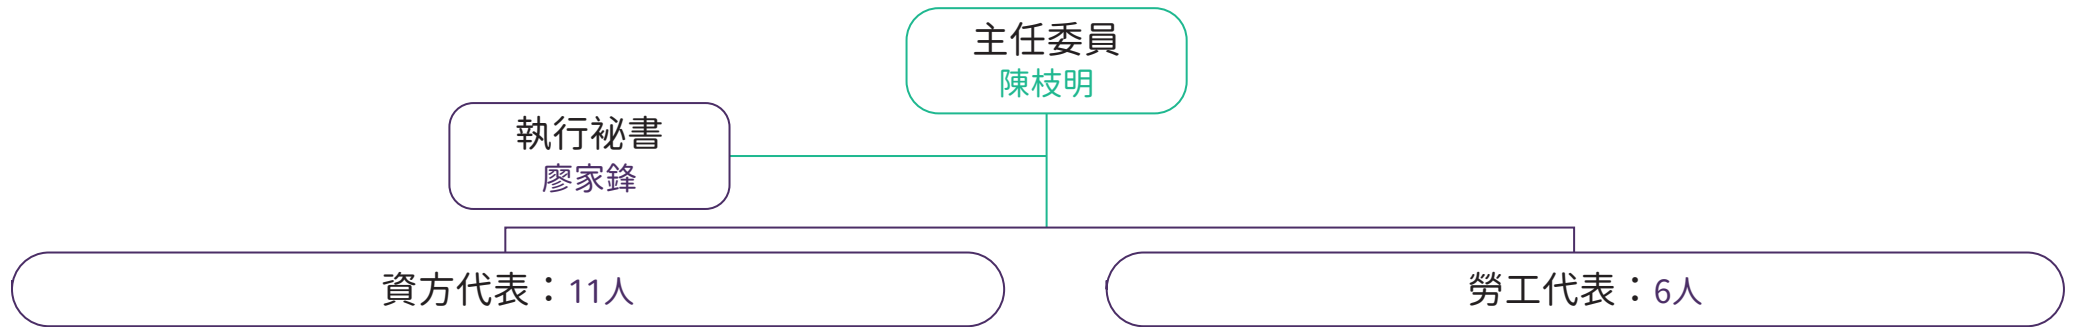 主任委員
陳枝明
執行祕書
廖家鋒
資方代表：11人
勞工代表：6人